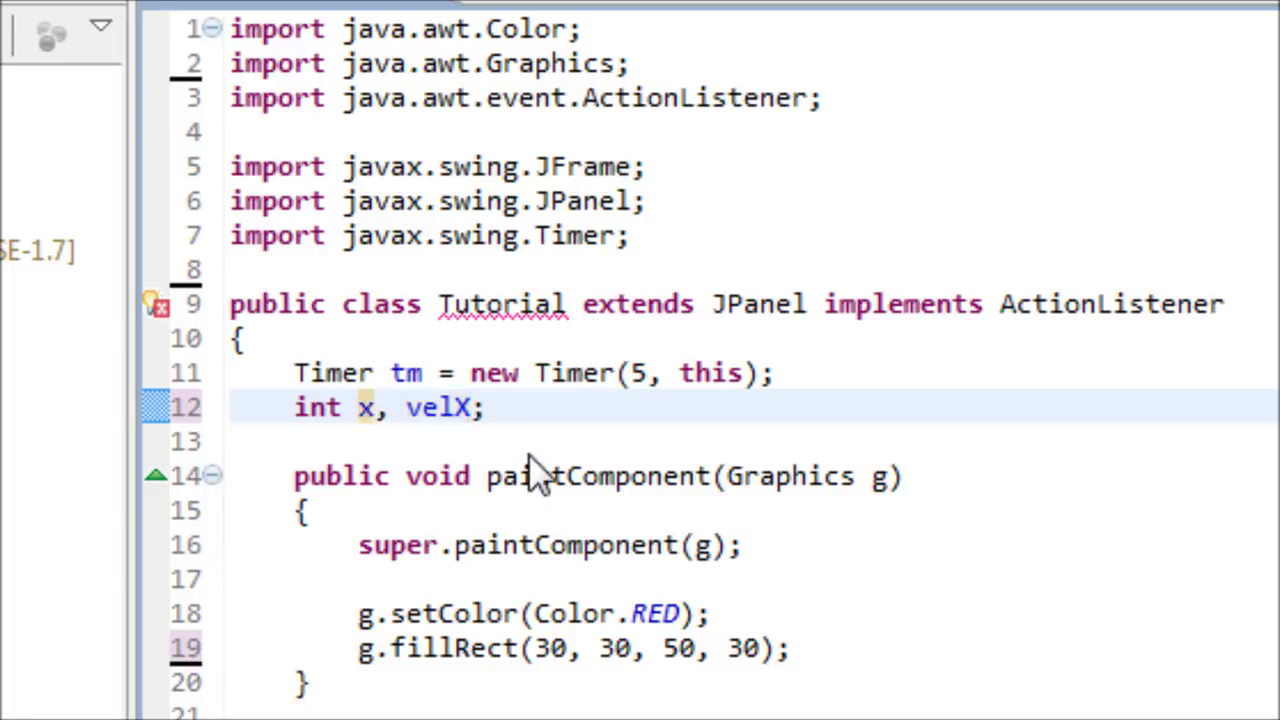 1 import java.awt.Color;
2 import java.awt.Graphics;
3 import java.awt.event.ActionListener;
4
5 import javax.swing.JFrame;
6 import javax.swing.JPanel;
7 import javax.swing.Timer;
SE-1.7]
8
9 public class Tutorial extends JPanel implements ActionListener
10 {
11 Timer tm = new Timer(5, this);
12 int x, velX;
13
14 public void paintComponent(Graphics g)
15 {
16 super.paintComponent(g);
17
18 g.setColor(Color.RED);
19 g.fillRect(30, 30, 50, 30);
20 }
21